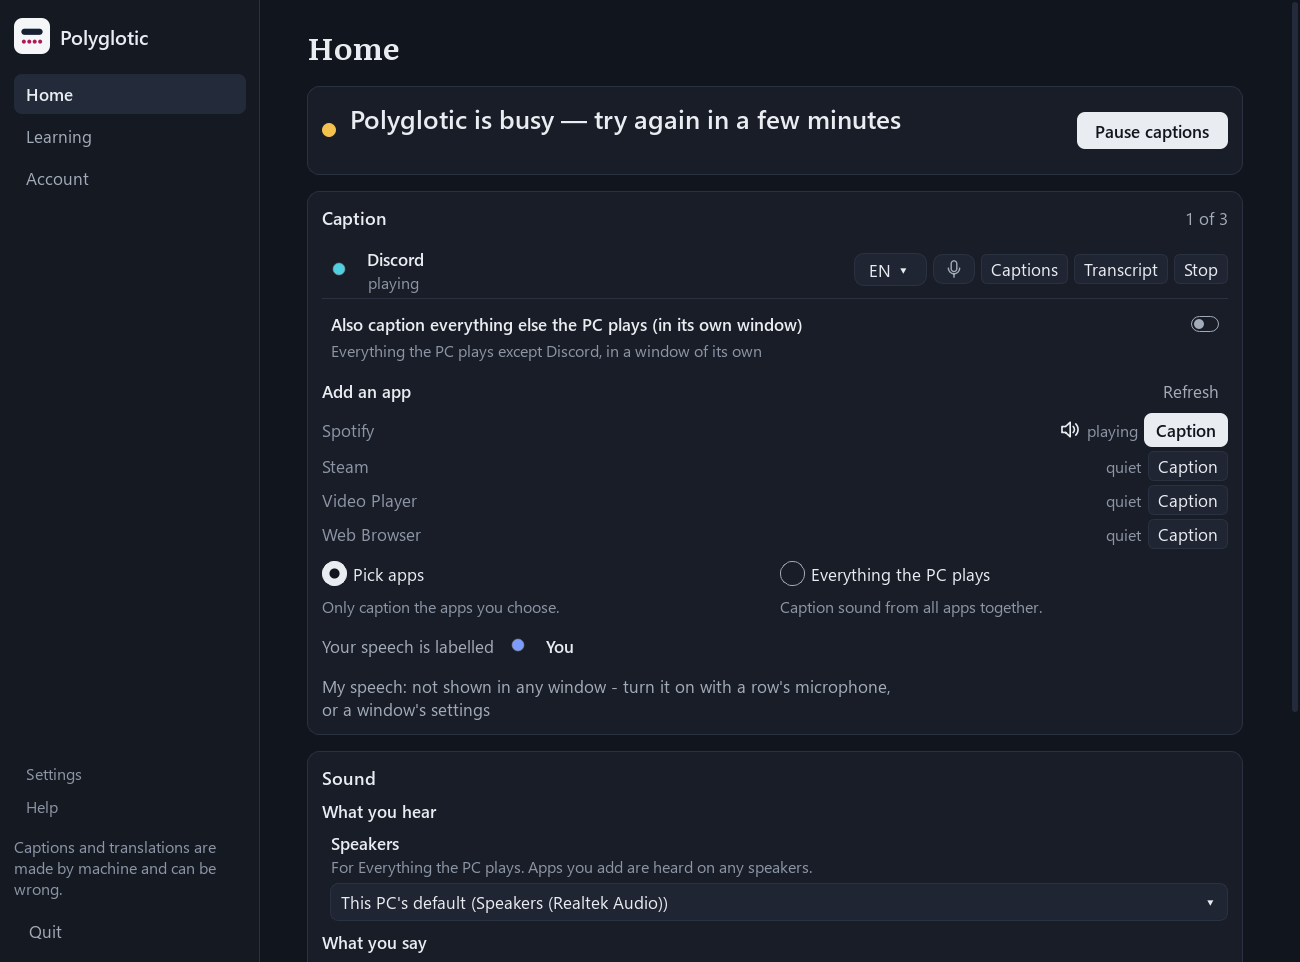 Polyglotic
Home
Learning
Account
Settings
Help
Captions and translations are
made by machine and can be
wrong.
Quit
Home
Polyglotic is busy — try again in a few minutes
Pause captions
Caption
1 of 3
Discord
playing
EN
Captions
Transcript
Stop
Also caption everything else the PC plays (in its own window)
Everything the PC plays except Discord, in a window of its own
Add an app
Refresh
Spotify
playing
Caption
Steam
quiet
Caption
Video Player
quiet
Caption
Web Browser
quiet
Caption
Pick apps
Only caption the apps you choose.
Everything the PC plays
Caption sound from all apps together.
Your speech is labelled
You
My speech: not shown in any window - turn it on with a row's microphone,
or a window's settings
Sound
What you hear
Speakers
For Everything the PC plays. Apps you add are heard on any speakers.
This PC's default (Speakers (Realtek Audio))
What you say